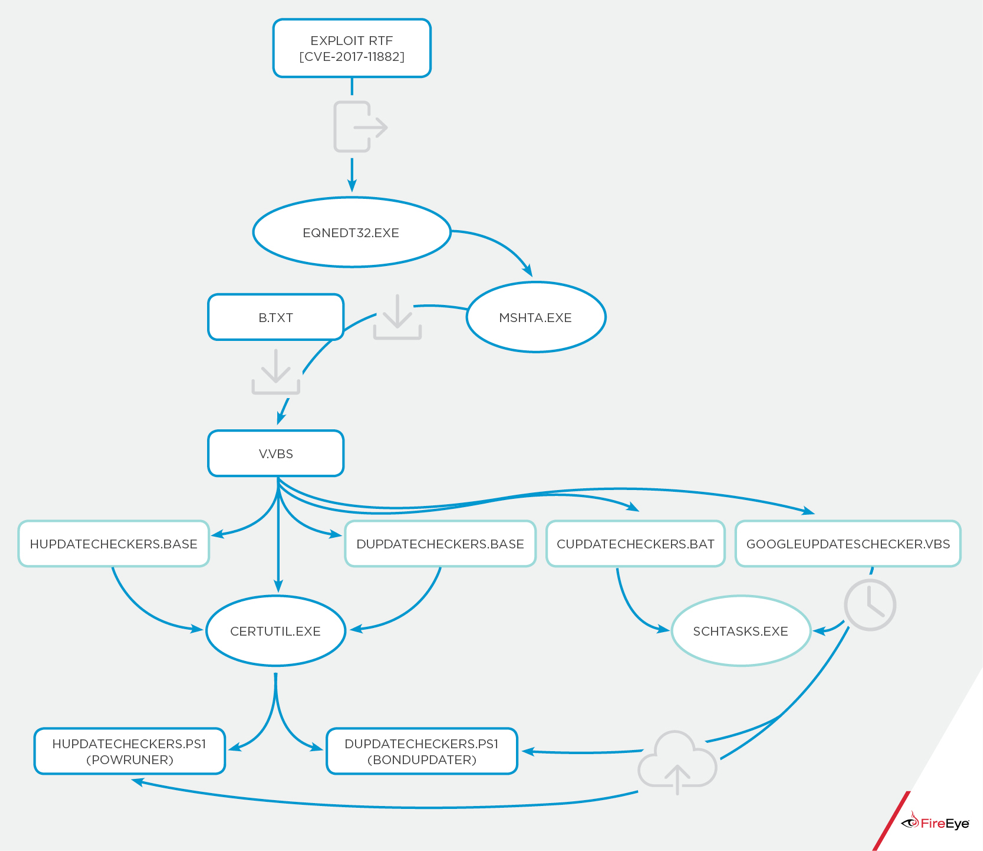 EXPLOIT RTF
[CVE-2017-11882]
EQNEDT32.EXE
B.TXT
MSHTA.EXE
V.VBS
HUPDATECHECKERS.BASE
DUPDATECHECKERS.BASE
CUPDATECHECKERS.BAT
GOOGLEUPDATESCHECKER.VBS
CERTUTIL.EXE
SCHTASKS.EXE
HUPDATECHECKERS.PS1
(POWRUNER)
DUPDATECHECKERS.PS1
(BONDUPDATER)
FireEye